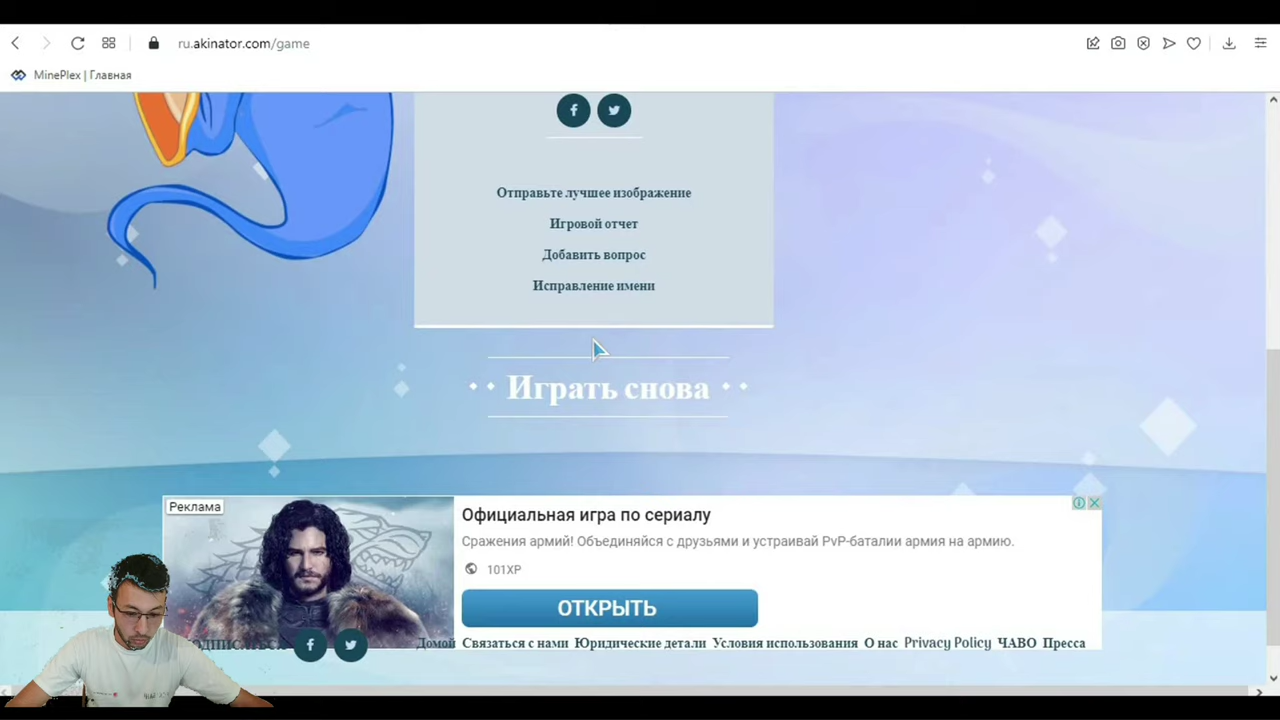 ru.akinator.com/game
MinePlex | Главная
Отправьте лучшее изображение
Игровой отчет
Добавить вопрос
Исправление имени
Играть снова
Реклама
Официальная игра по сериалу
Сражения армий! Объединяйся с друзьями и устраивай PvP-баталии армия на армию.
101XP
ОТКРЫТЬ
Домой Связаться с нами Юридические детали Условия использования О нас Privacy Policy ЧАВО Пресса